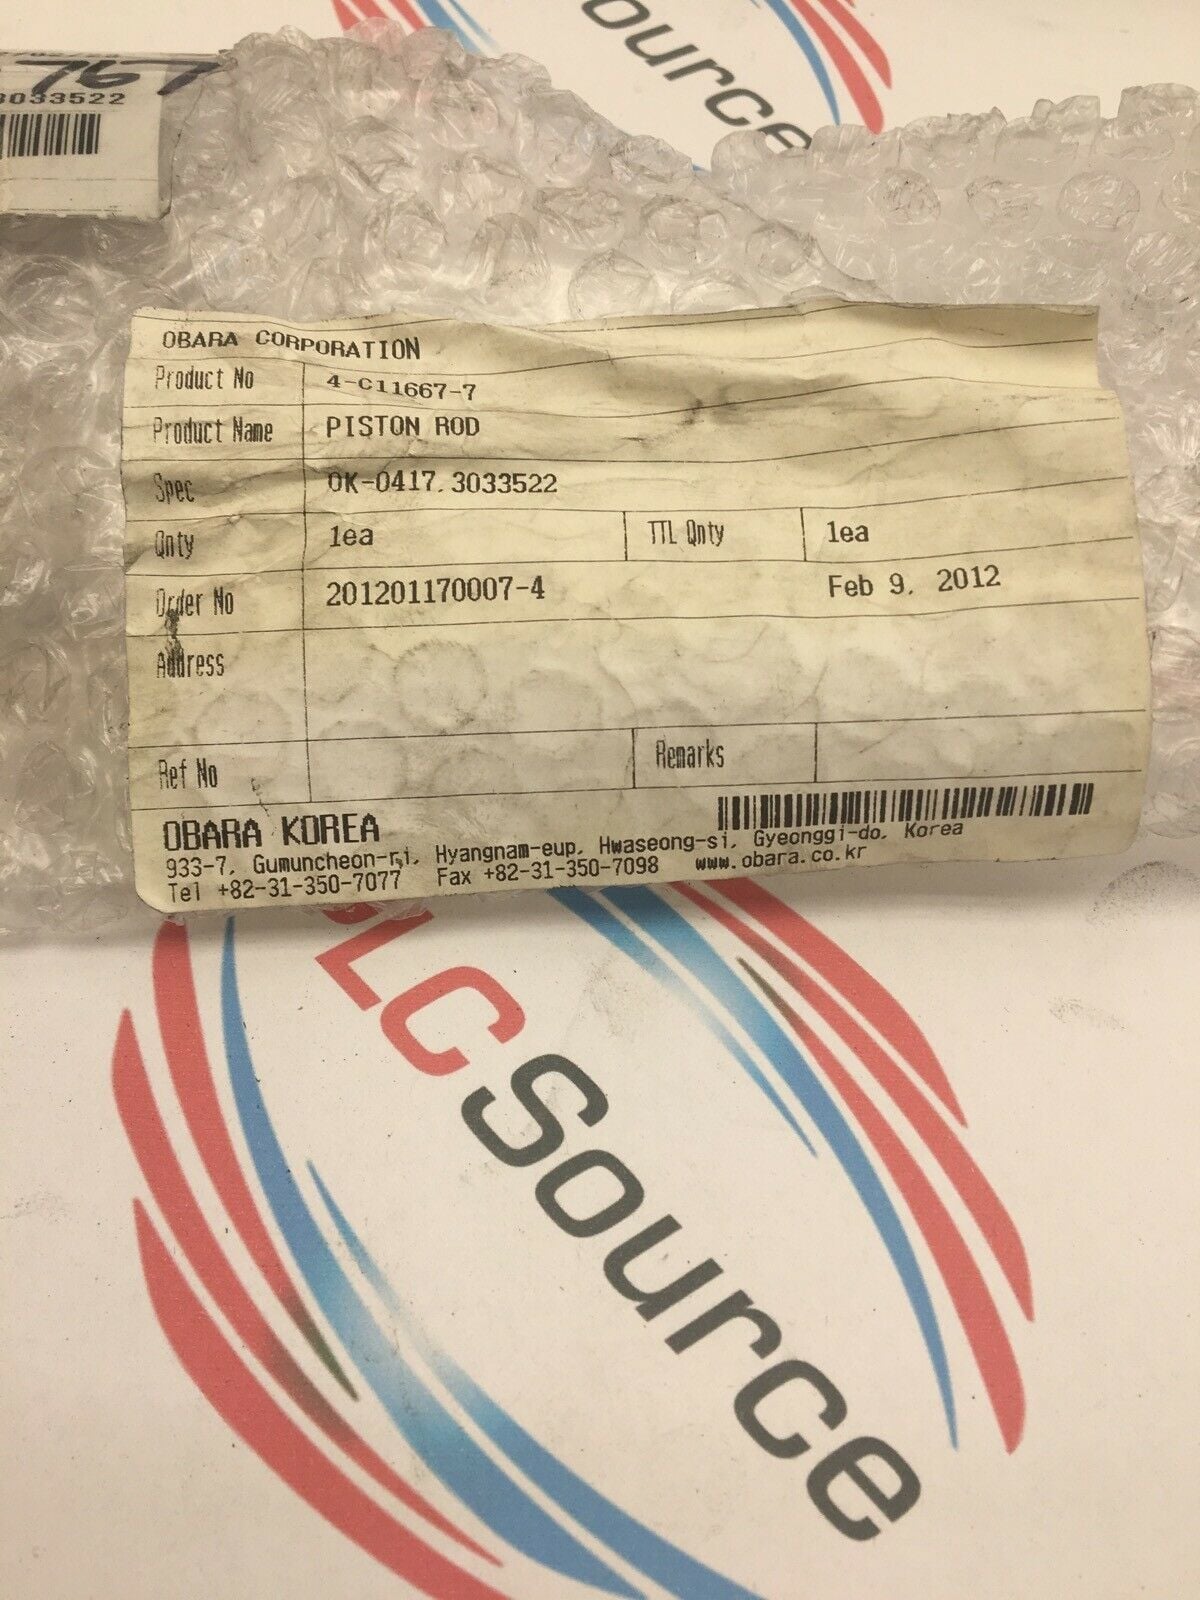 3033522
OBARA CORPORATION
Product No 4-C11667-7
Product Name PISTON ROD
Spec OK-0417.3033522
Qnty 1ea TTL Qnty 1ea
Order No 201201170007-4 Feb 9, 2012
Address
Ref No Remarks
OBARA KOREA
933-7, Gumuncheon-ri, Hyangnam-eup, Hwaseong-si, Gyeonggi-do, Korea
Tel +82-31-350-7077 Fax +82-31-350-7098 www.obara.co.kr
ource
LC
Source